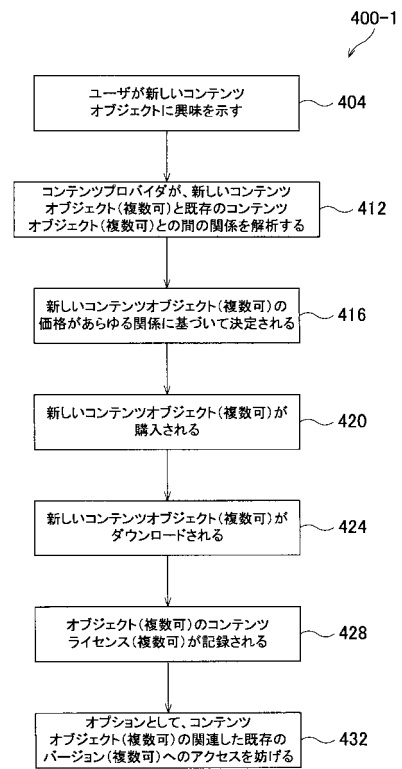 400-1
ユーザが新しいコンテンツ
オブジェクトに興味を示す
404
コンテンツプロバイダが、新しいコンテンツ
オブジェクト(複数可)と既存のコンテンツ
オブジェクト(複数可)との間の関係を解析する
412
新しいコンテンツオブジェクト(複数可)の
価格があらゆる関係に基づいて決定される
416
新しいコンテンツオブジェクト(複数可)が
購入される
420
新しいコンテンツオブジェクト(複数可)が
ダウンロードされる
424
オブジェクト(複数可)のコンテンツ
ライセンス(複数可)が記録される
428
オプションとして、コンテンツ
オブジェクト(複数可)の関連した既存の
バージョン(複数可)へのアクセスを妨げる
432